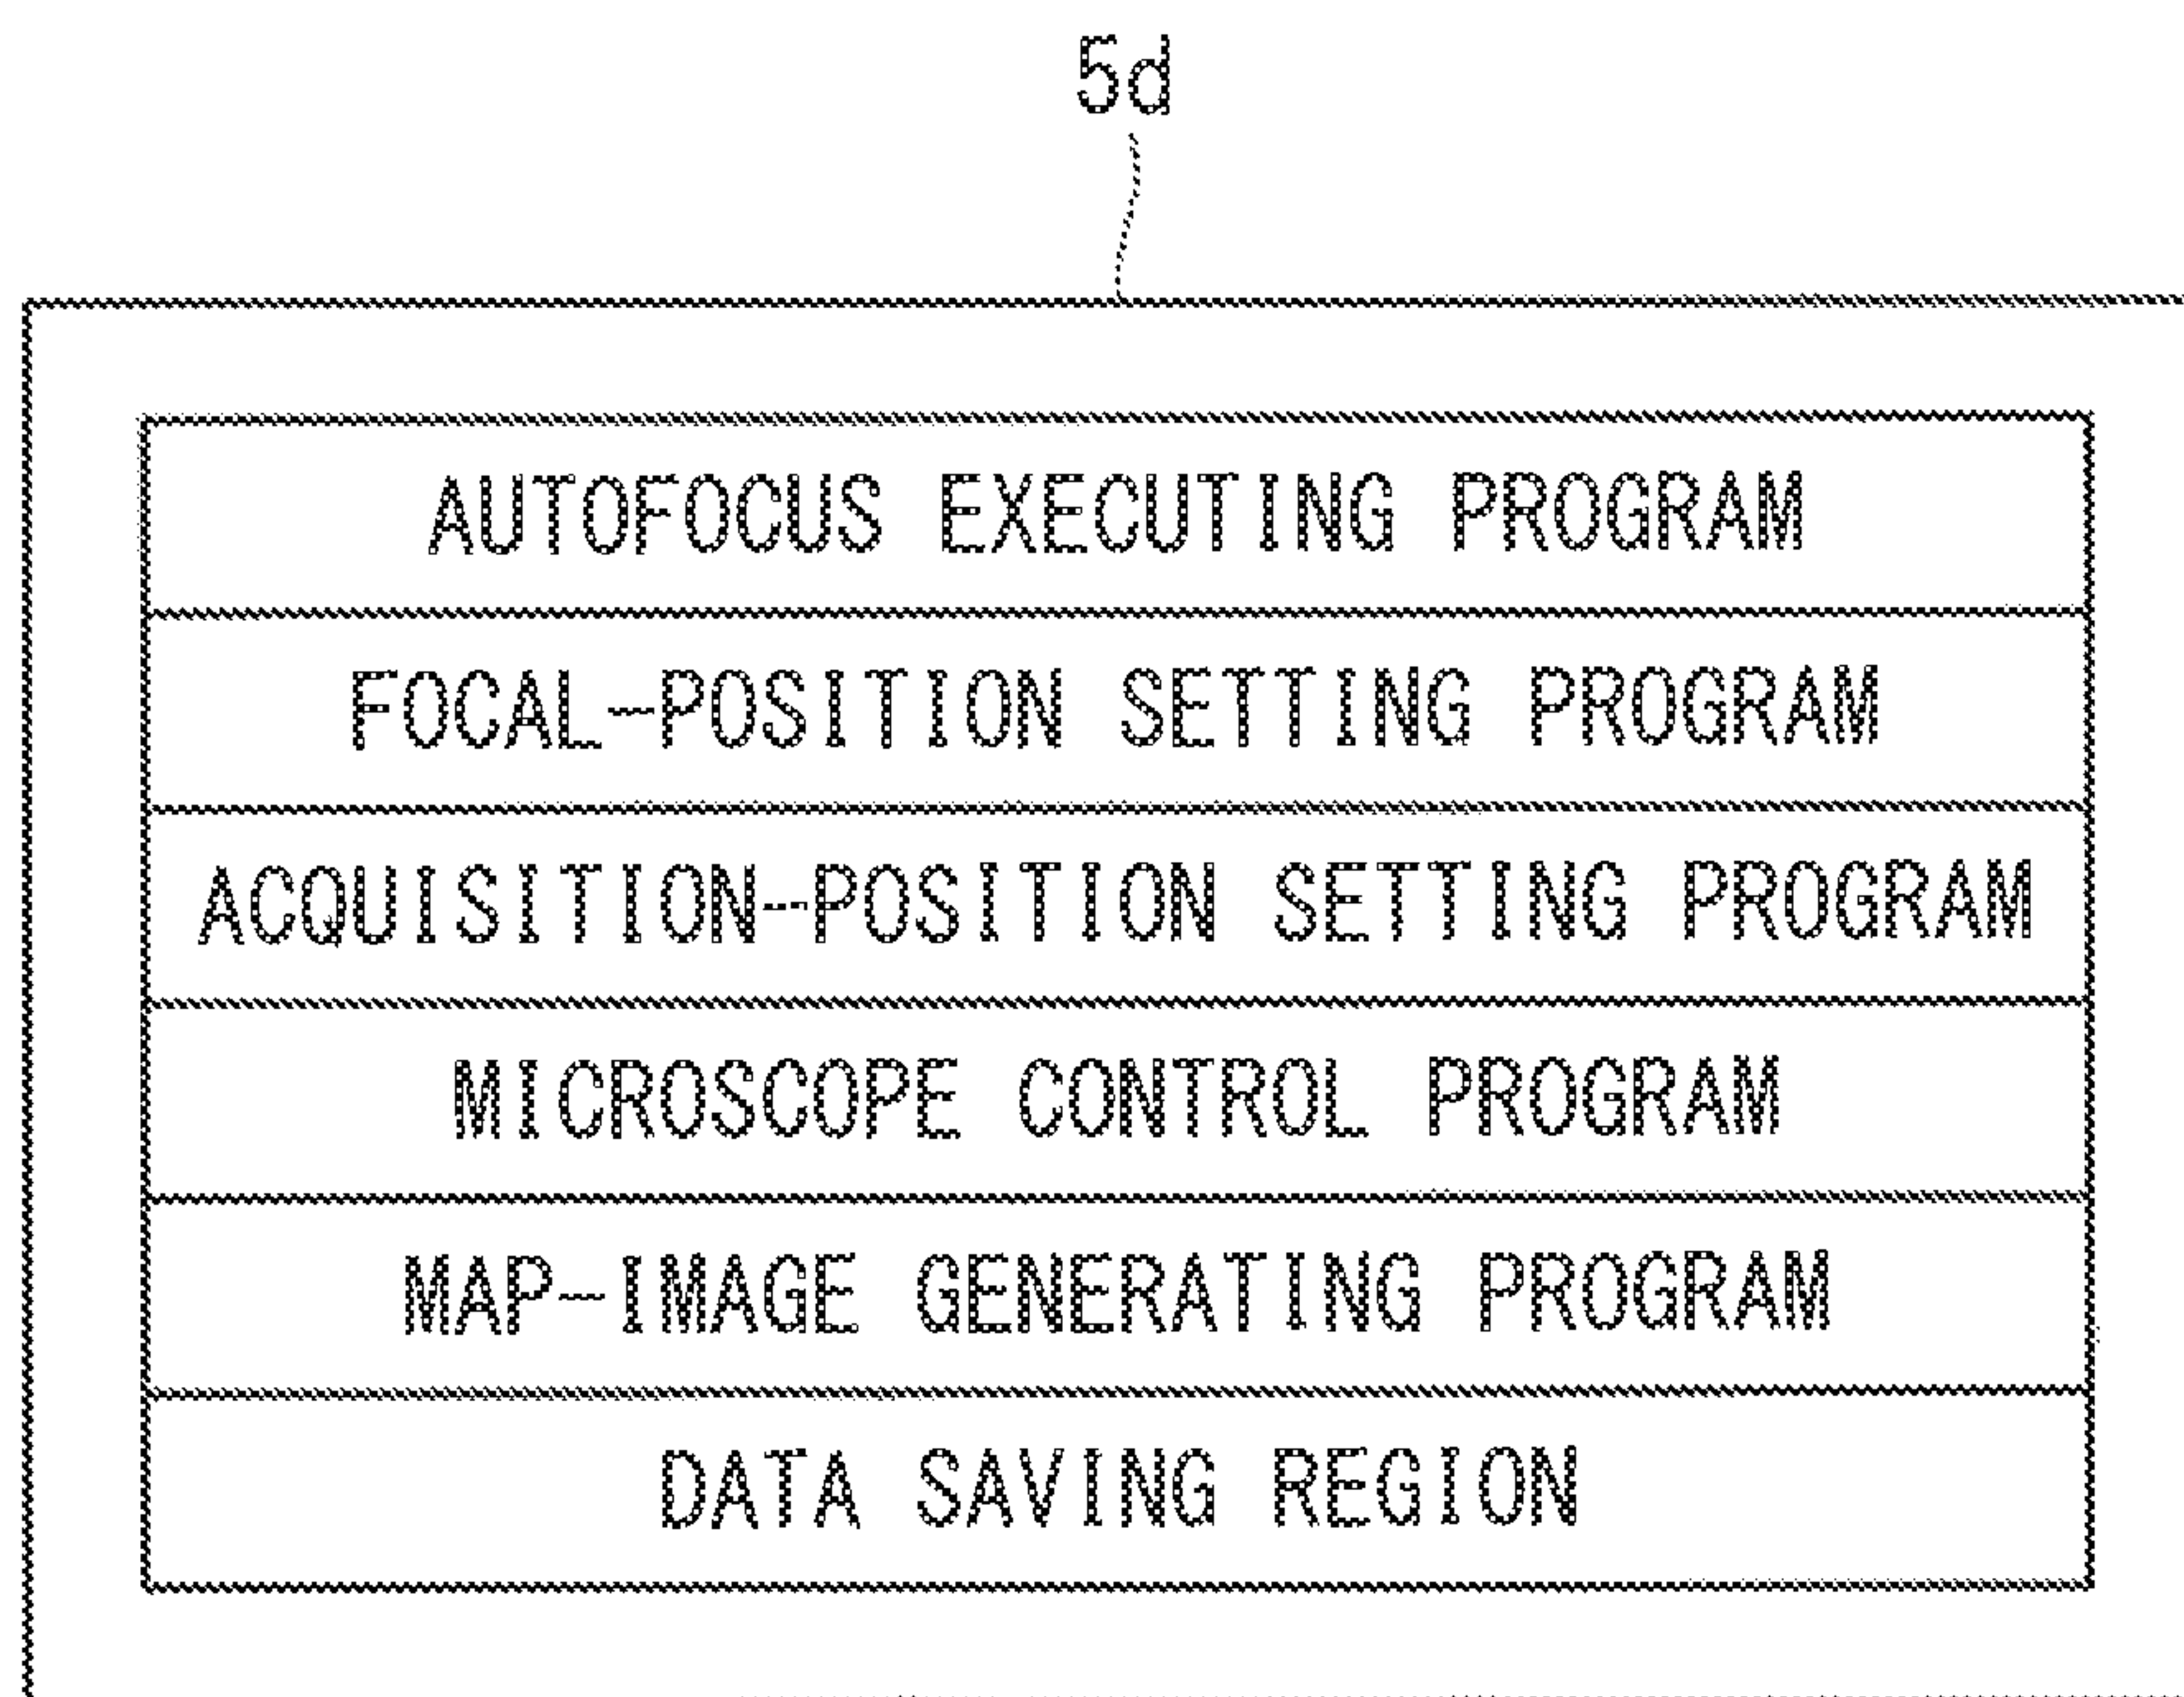 5d
AUTOFOCUS EXECUTING PROGRAM
FOCAL-POSITION SETTING PROGRAM
ACQUISITION-POSITION SETTING PROGRAM
MICROSCOPE CONTROL PROGRAM
MAP-IMAGE GENERATING PROGRAM
DATA SAVING REGION